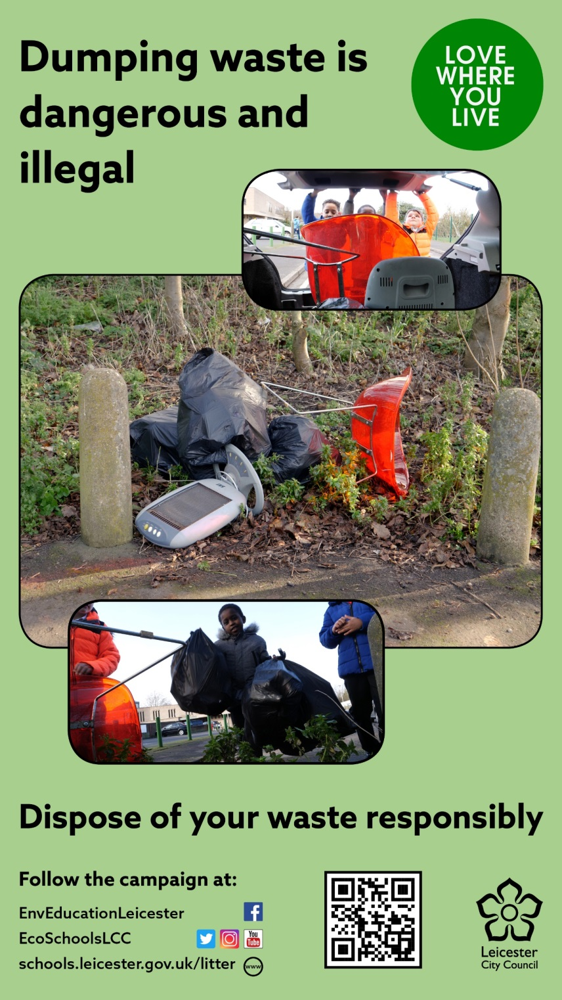 Dumping waste is
dangerous and
illegal
LOVE
WHERE
YOU
LIVE
Dispose of your waste responsibly
Follow the campaign at:
EnvEducationLeicester
EcoSchoolsLCC
You
Tube
schools.leicester.gov.uk/litter
www
Leicester
City Council